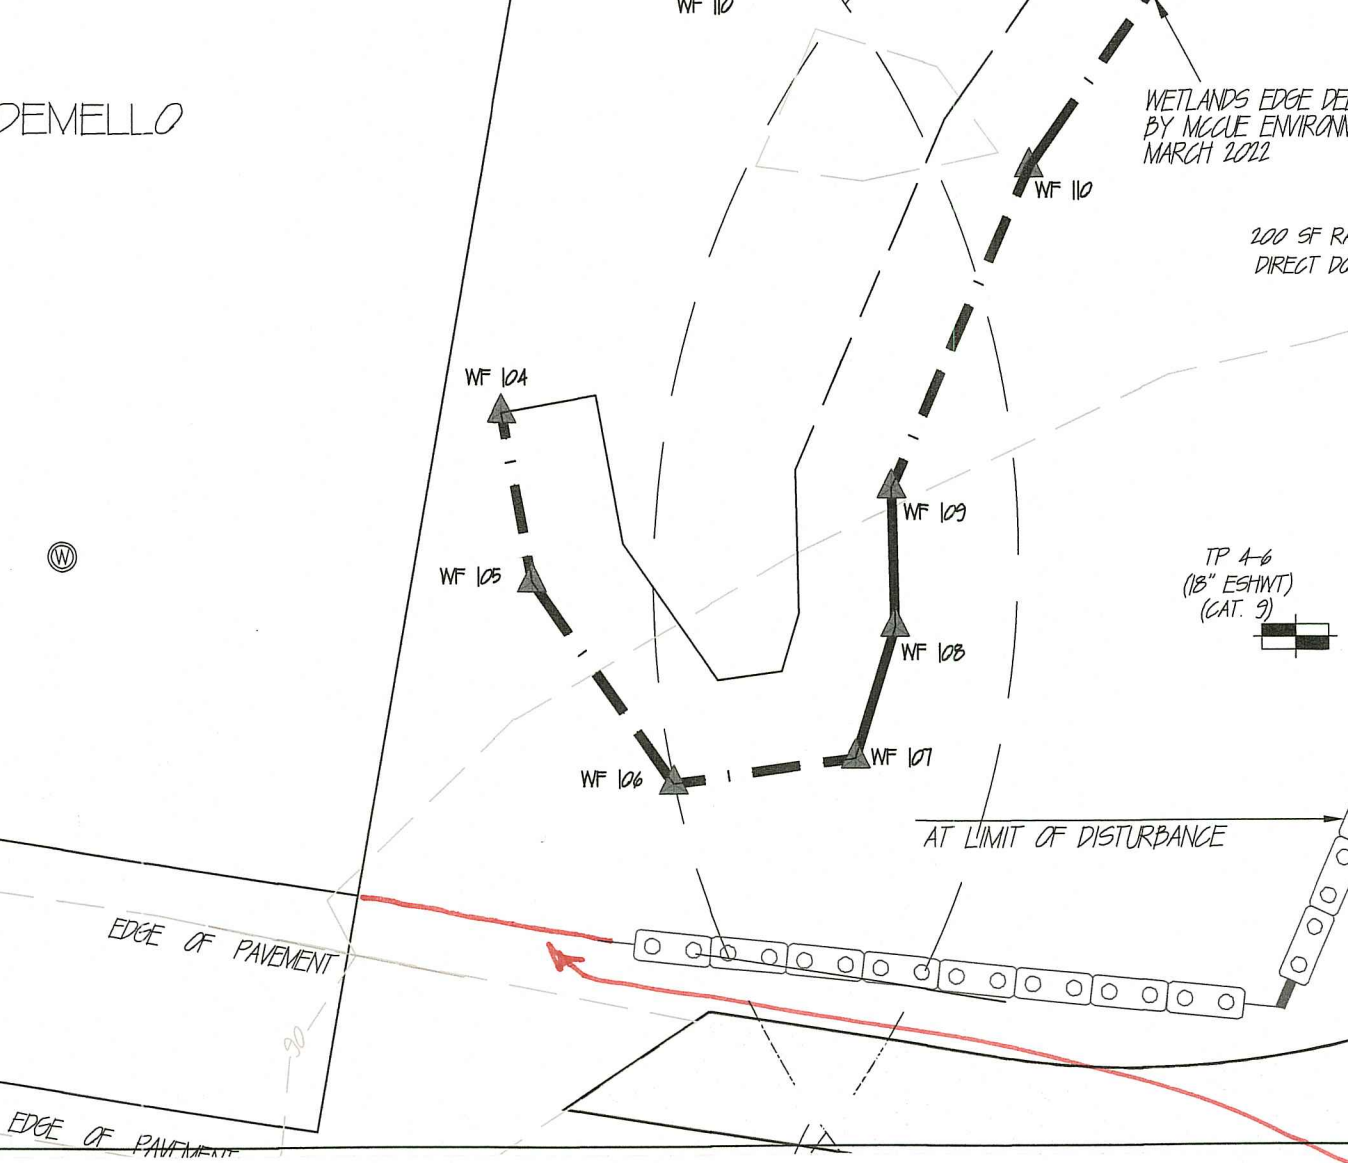 WF 110
DEMELLO
WETLANDS EDGE
BY MCCUE
MARCH 2022
WF 110
200 SF
DIRECT
WF 104
WF 109
WF 105
W
TP 4-6
(18" ESHWT)
(CAT. 9)
WF 108
WF 107
WF 106
AT LIMIT OF DISTURBANCE
EDGE OF PAVEMENT
90
EDGE OF PAVEMENT